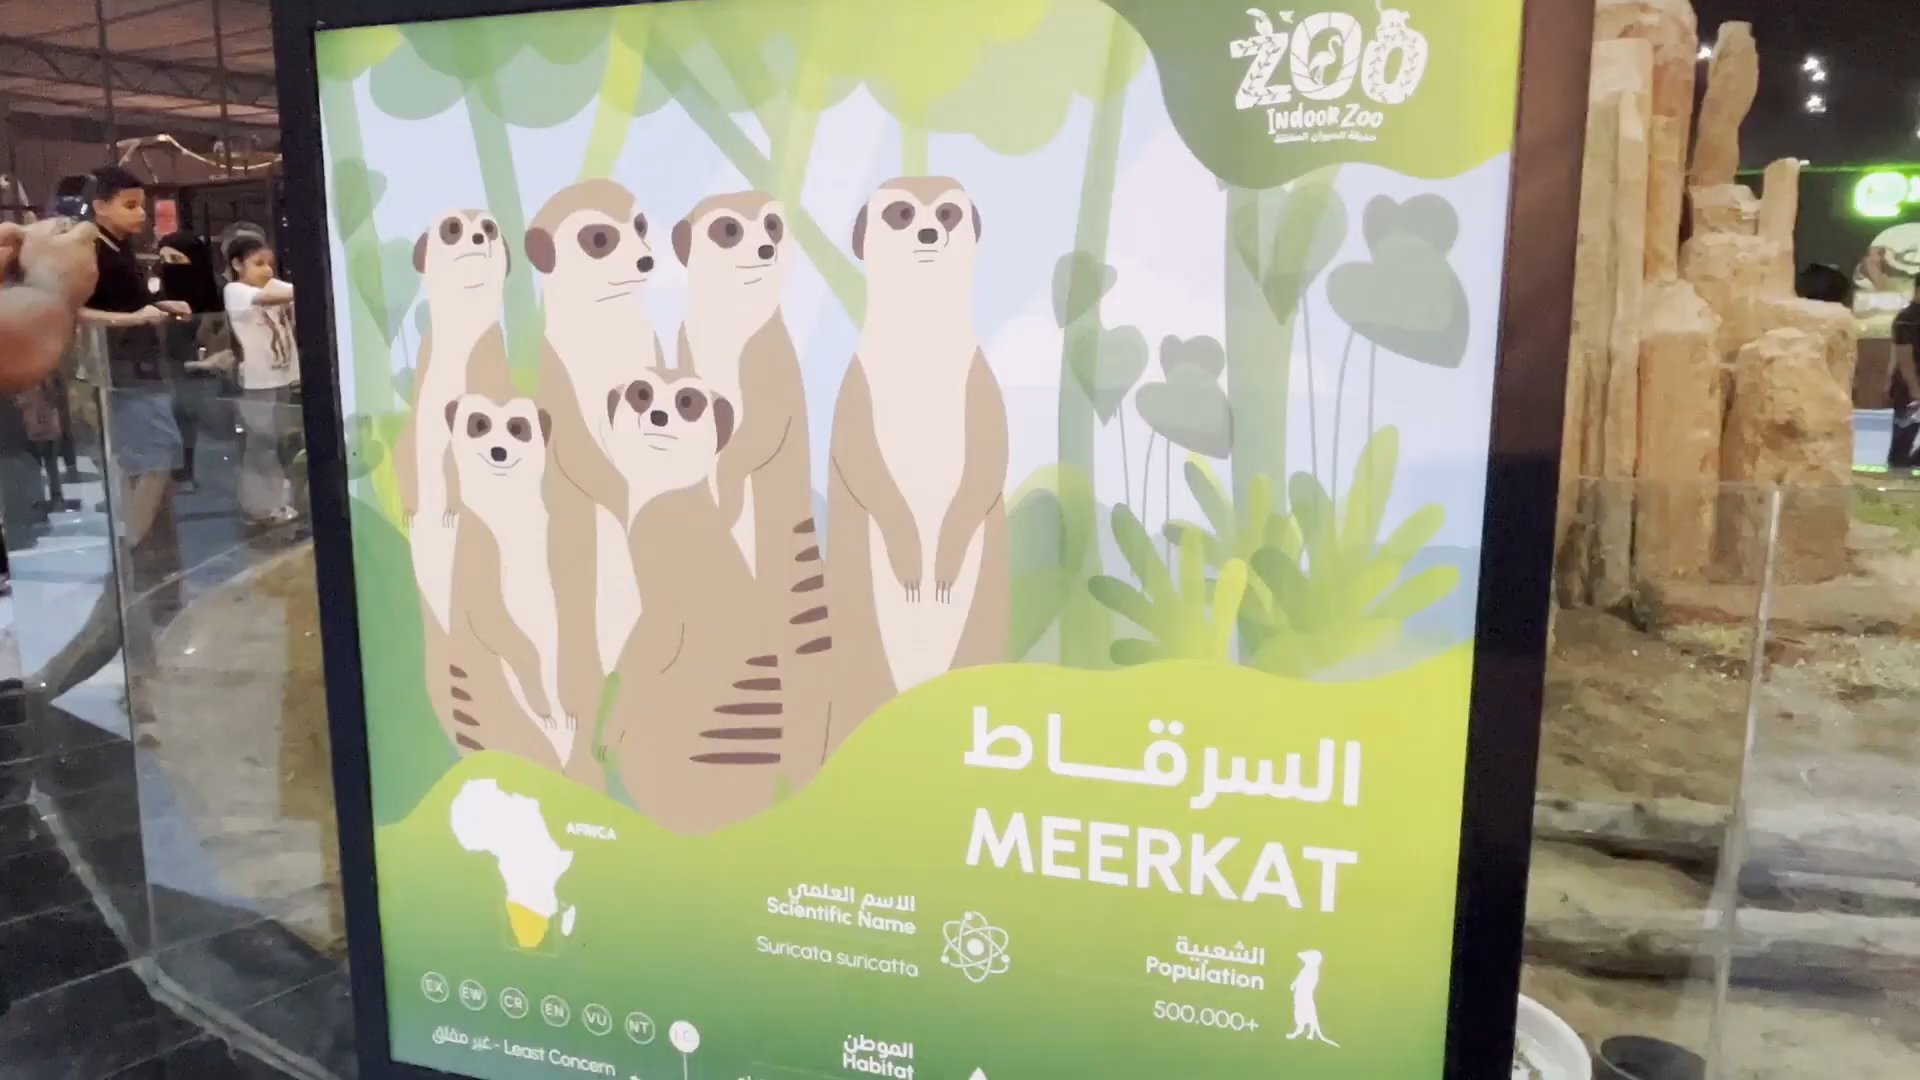 ZOO
INDOOR ZOO
حديقة الحيوان المغلقة
السرقاط
MEERKAT
AFRICA
الاسم العلمي
Scientific Name
Suricata suricatta
الشعبية
Population
500.000+
EX EW CR EN VU NT LC
غير مقلق - Least Concern
الموطن
Habitat